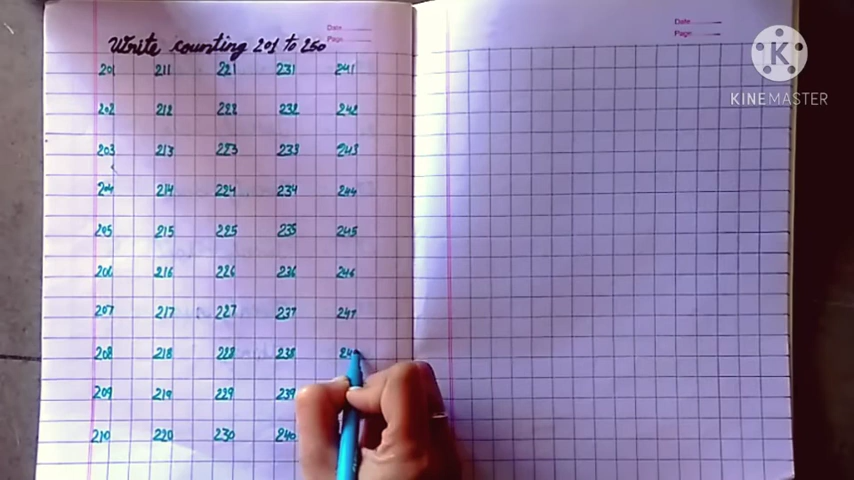 Date
Page
Write counting 201 to 250
201 211 221 231 241
202 212 222 232 242
203 213 223 233 243
204 214 224 234 244
205 215 225 235 245
206 216 226 236 246
207 217 227 237 247
208 218 228 238 24
209 219 229 239
210 220 230 240
Date
Page
K
KINEMASTER